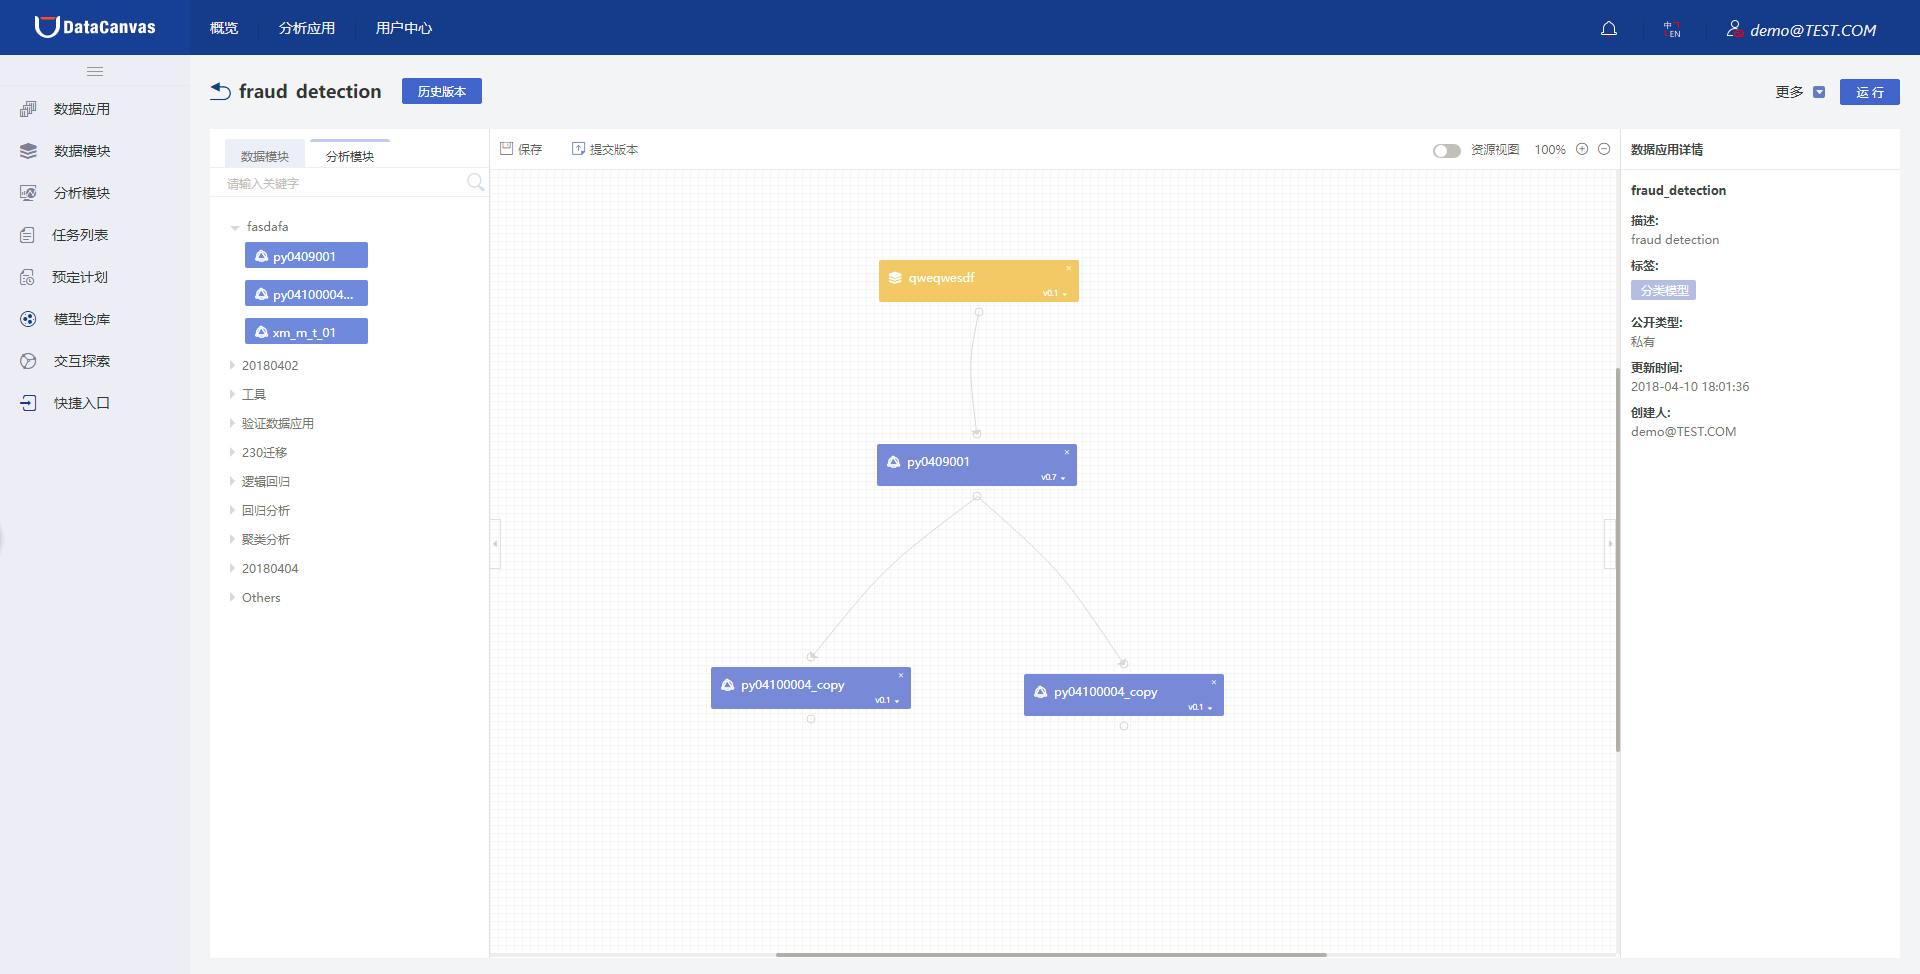 DataCanvas
概览
分析应用
用户中心
中
EN
demo@TEST.COM
数据应用
数据模块
分析模块
任务列表
预定计划
模型仓库
交互探索
快捷入口
fraud detection
历史版本
更多
运 行
数据模块
分析模块
请输入关键字
fasdafa
py0409001
py04100004...
xm_m_t_01
20180402
工具
验证数据应用
230迁移
逻辑回归
回归分析
聚类分析
20180404
Others
保存
提交版本
资源视图
100%
qweqwesdf
v0.1
py0409001
v0.7
py04100004_copy
v0.1
py04100004_copy
v0.1
数据应用详情
fraud_detection
描述:
fraud detection
标签:
分类模型
公开类型:
私有
更新时间:
2018-04-10 18:01:36
创建人:
demo@TEST.COM